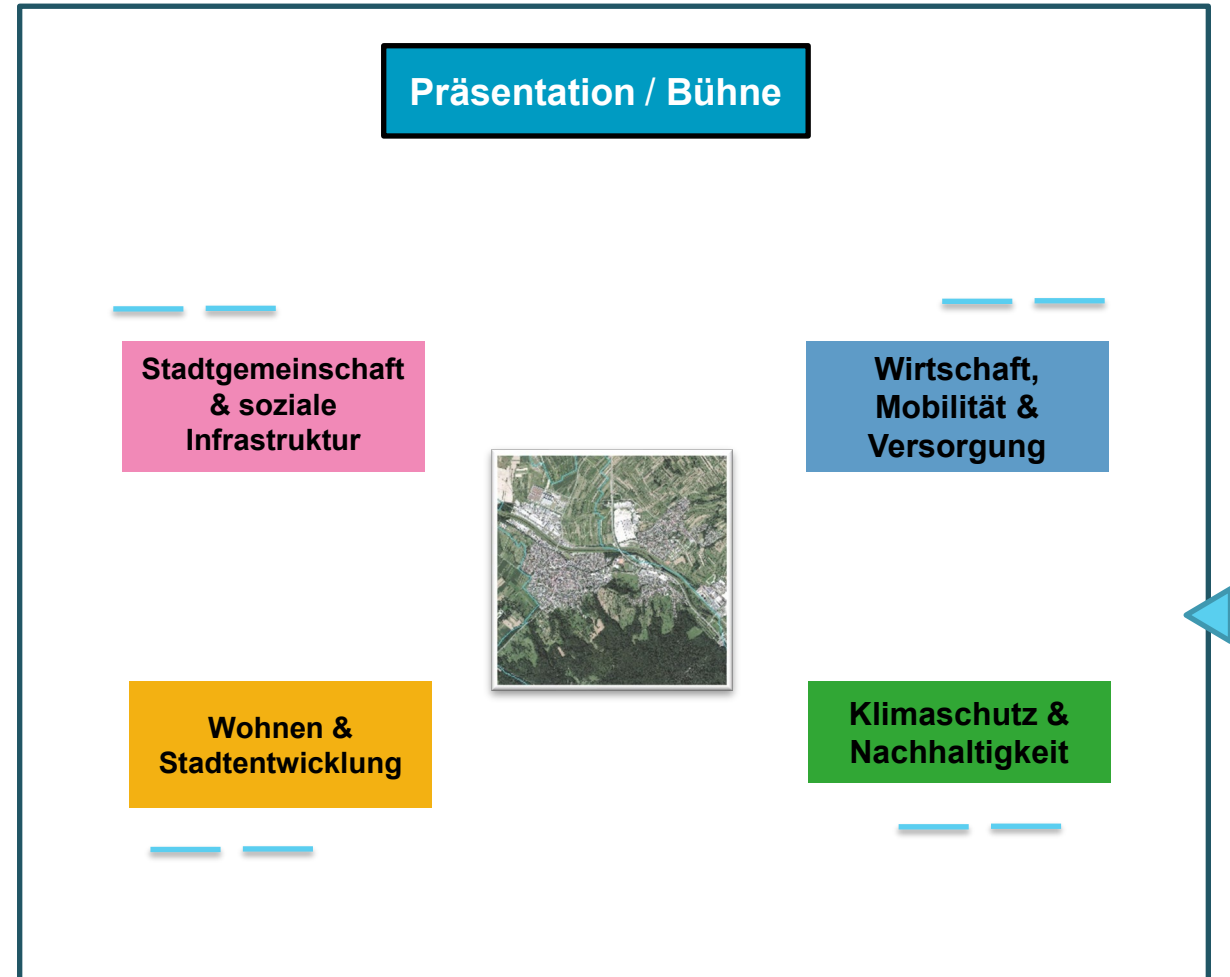 Präsentation / Bühne
Stadtgemeinschaft
& soziale
Infrastruktur
Wirtschaft,
Mobilität &
Versorgung
Wohnen &
Stadtentwicklung
Klimaschutz &
Nachhaltigkeit